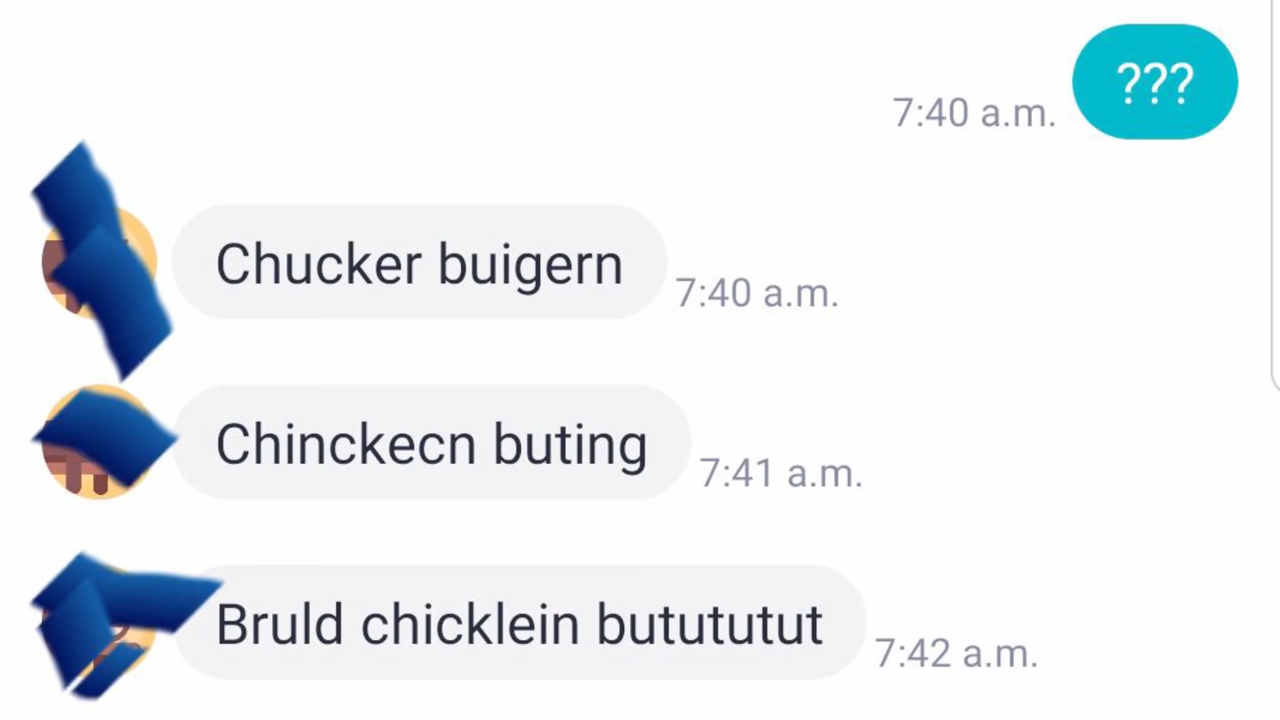 ???
7:40 a.m.
Chucker buigern
7:40 a.m.
Chinckecn buting
7:41 a.m.
Bruld chicklein butututut
7:42 a.m.